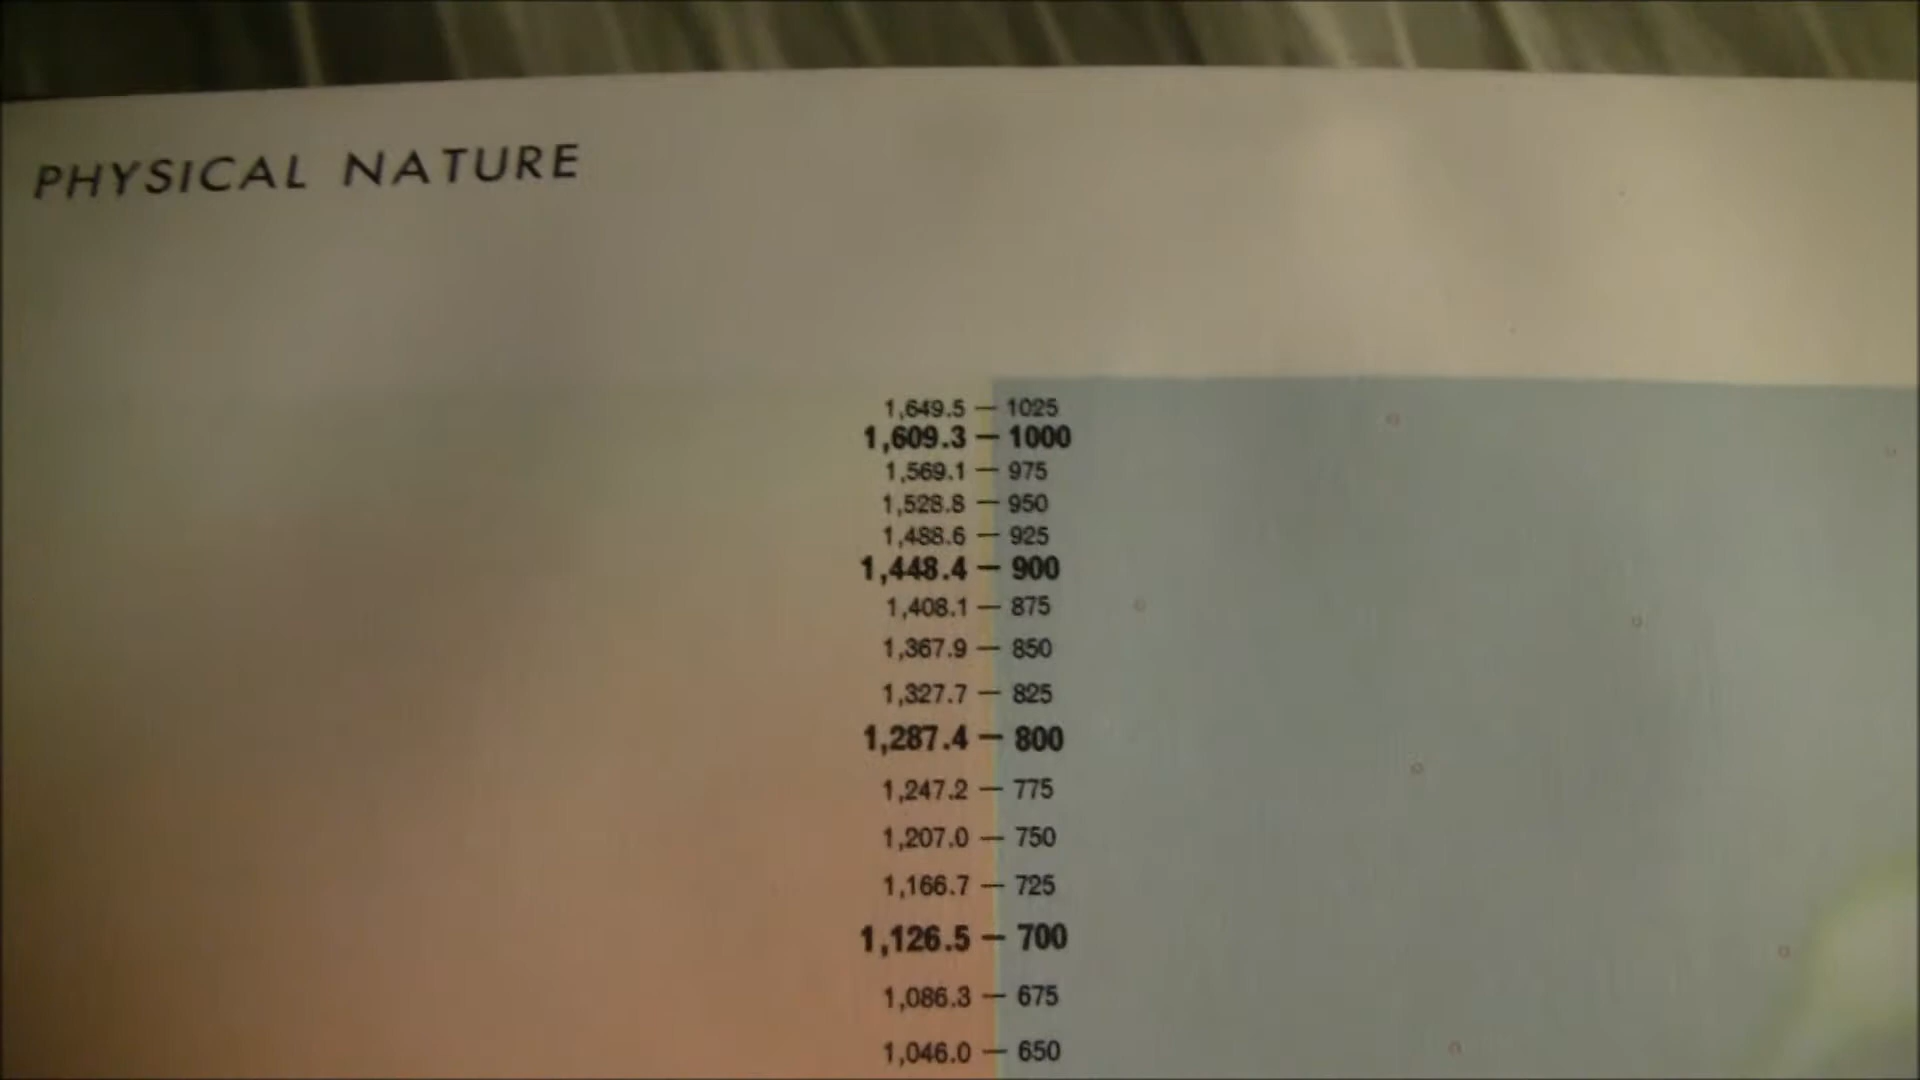 PHYSICAL NATURE
1,649.5 — 1025
1,609.3 — 1000
1,569.1 — 975
1,528.8 — 950
1,488.6 — 925
1,448.4 — 900
1,408.1 — 875
1,367.9 — 850
1,327.7 — 825
1,287.4 — 800
1,247.2 — 775
1,207.0 — 750
1,166.7 — 725
1,126.5 — 700
1,086.3 — 675
1,046.0 — 650